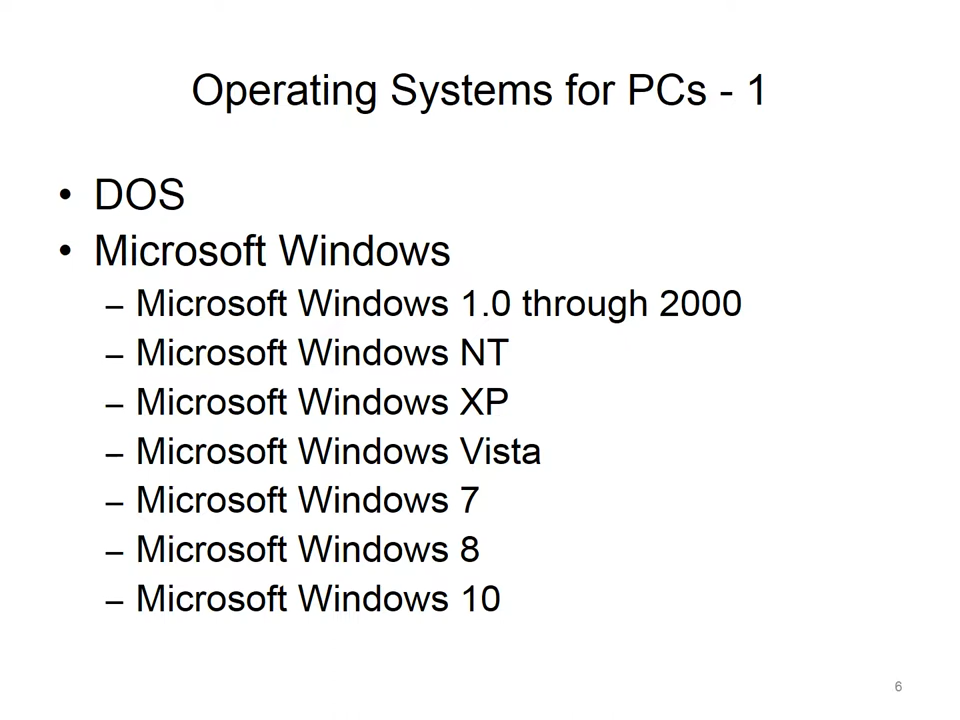 Operating Systems for PCs - 1
• DOS
• Microsoft Windows
– Microsoft Windows 1.0 through 2000
– Microsoft Windows NT
– Microsoft Windows XP
– Microsoft Windows Vista
– Microsoft Windows 7
– Microsoft Windows 8
– Microsoft Windows 10
6